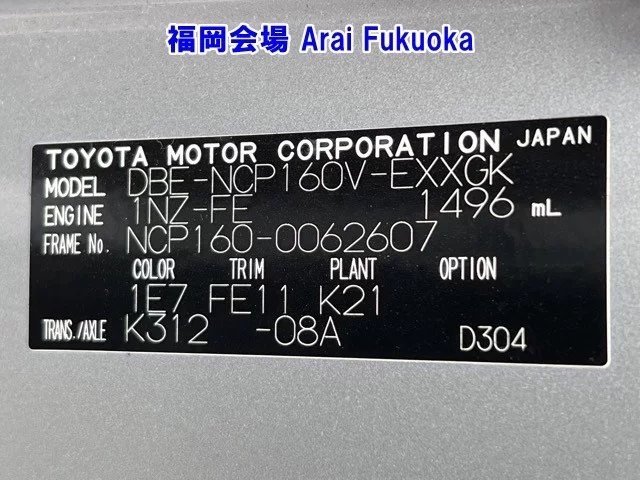 福岡会場 Arai Fukuoka
TOYOTA MOTOR CORPORATION JAPAN
MODEL DBE-NCP160V-EXXGK
ENGINE 1NZ-FE 1496 mL
FRAME No. NCP160-0062607
COLOR TRIM PLANT OPTION
1E7 FE11 K21
TRANS./AXLE K312 -08A D304